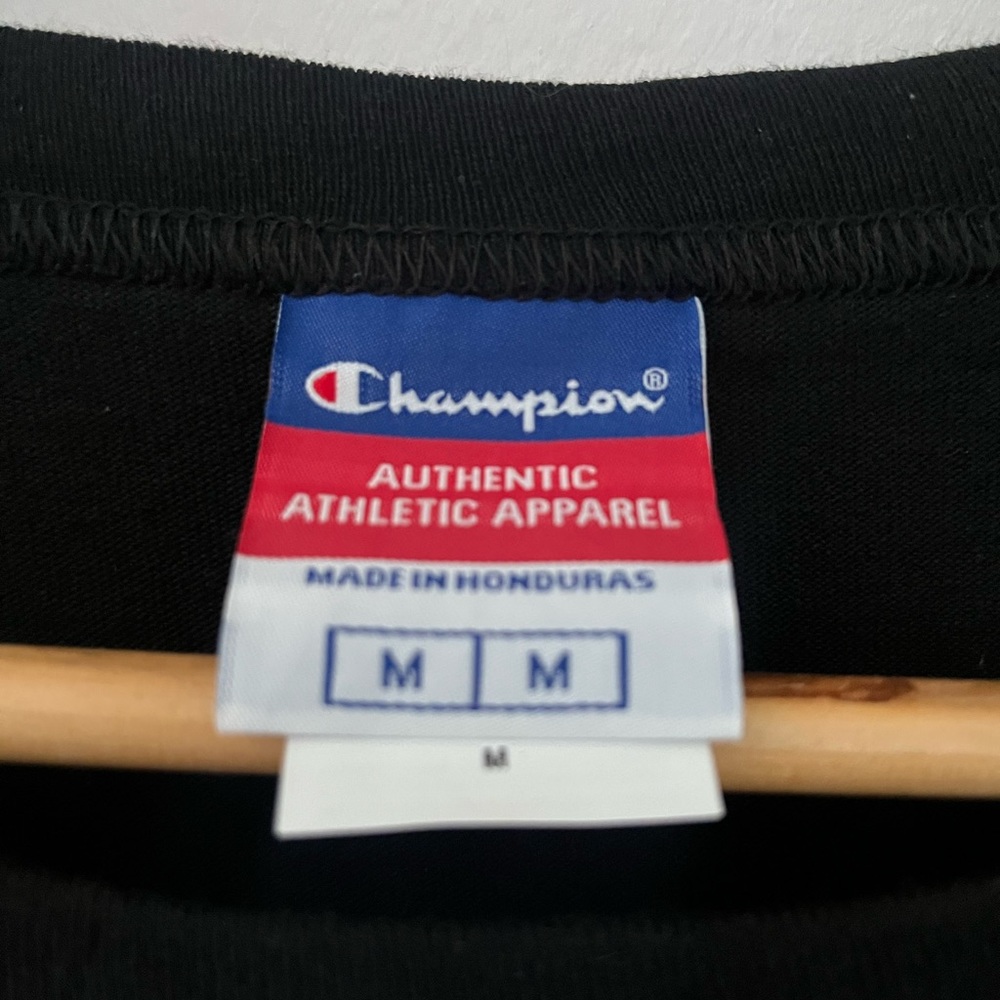 Champion®
AUTHENTIC
ATHLETIC APPAREL
MADE IN HONDURAS
M M
M